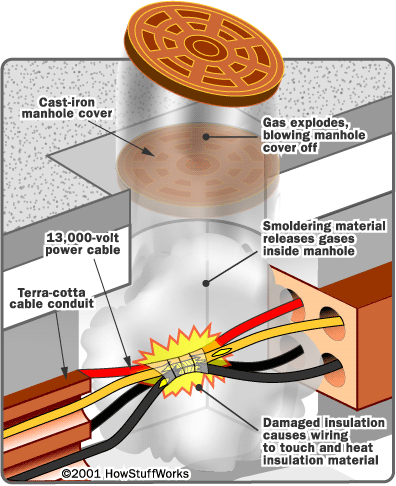 Cast-iron
manhole cover
Gas explodes,
blowing manhole
cover off
Smoldering material
releases gases
inside manhole
13,000-volt
power cable
Terra-cotta
cable conduit
Damaged insulation
causes wiring
to touch and heat
insulation material
©2001 HowStuffWorks